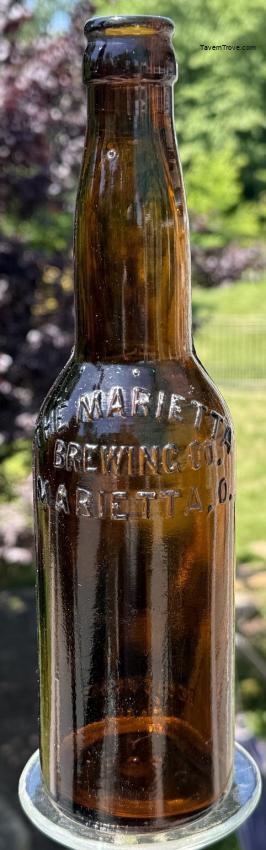 TavernTrove.com
THE MARIETTA
BREWING CO.
MARIETTA, O.